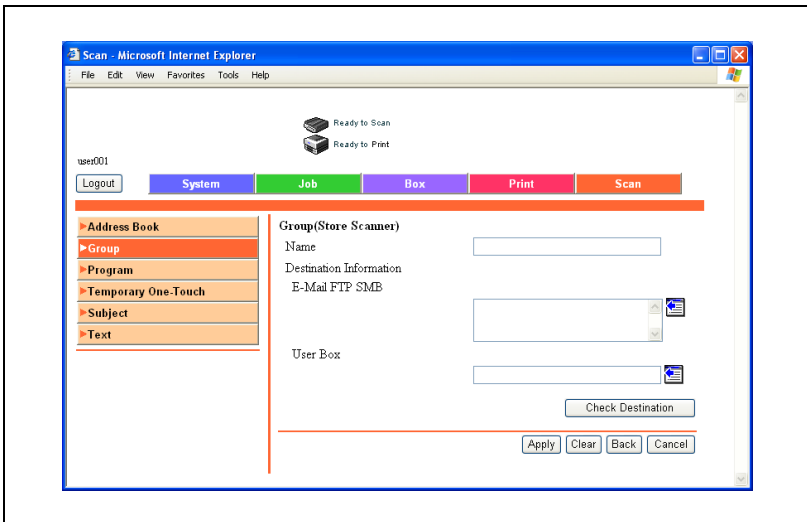 Scan - Microsoft Internet Explorer
File Edit View Favorites Tools Help
Ready to Scan
Ready to Print
user001
Logout System Job Box Print Scan
Address Book
Group
Program
Temporary One-Touch
Subject
Text
Group(Store Scanner)
Name
Destination Information
E-Mail FTP SMB
User Box
Check Destination
Apply Clear Back Cancel